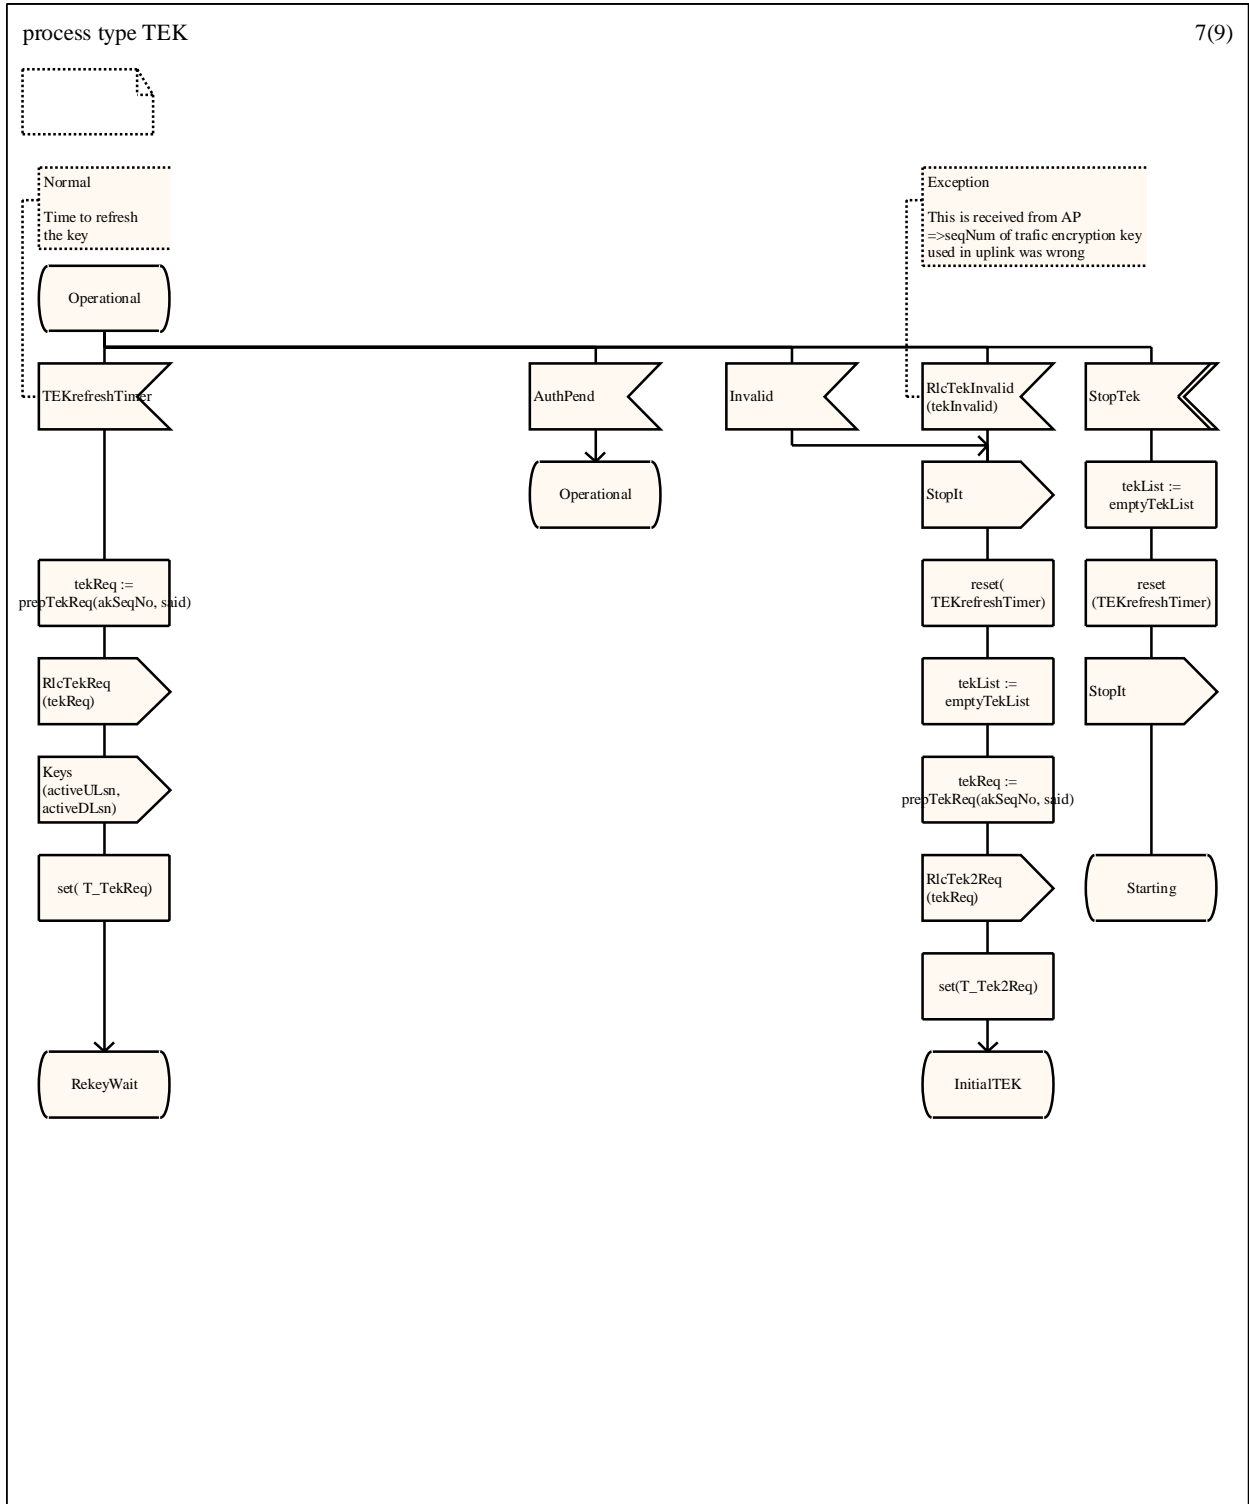 process type TEK
7(9)
Normal
Time to refresh
the key
Exception
This is received from AP
=>seqNum of trafic encryption key
used in uplink was wrong
Operational
TEKrefreshTimer
AuthPend
Invalid
RlcTekInvalid
(tekInvalid)
StopTek
Operational
StopIt
tekList :=
emptyTekList
tekReq :=
prepTekReq(akSeqNo, said)
reset(
TEKrefreshTimer)
reset
(TEKrefreshTimer)
RlcTekReq
(tekReq)
tekList :=
emptyTekList
StopIt
Keys
(activeULsn,
activeDLsn)
tekReq :=
prepTekReq(akSeqNo, said)
set( T_TekReq)
RlcTek2Req
(tekReq)
Starting
set(T_Tek2Req)
RekeyWait
InitialTEK